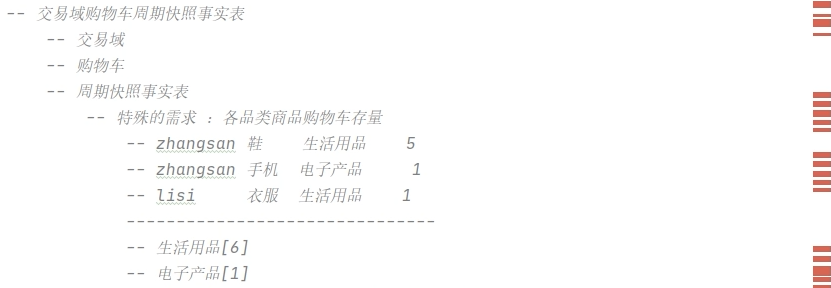 -- 交易域购物车周期快照事实表
-- 交易域
-- 购物车
-- 周期快照事实表
-- 特殊的需求 ：各品类商品购物车存量
-- zhangsan 鞋 生活用品 5
-- zhangsan 手机 电子产品 1
-- lisi 衣服 生活用品 1
-------------------------------
-- 生活用品[6]
-- 电子产品[1]